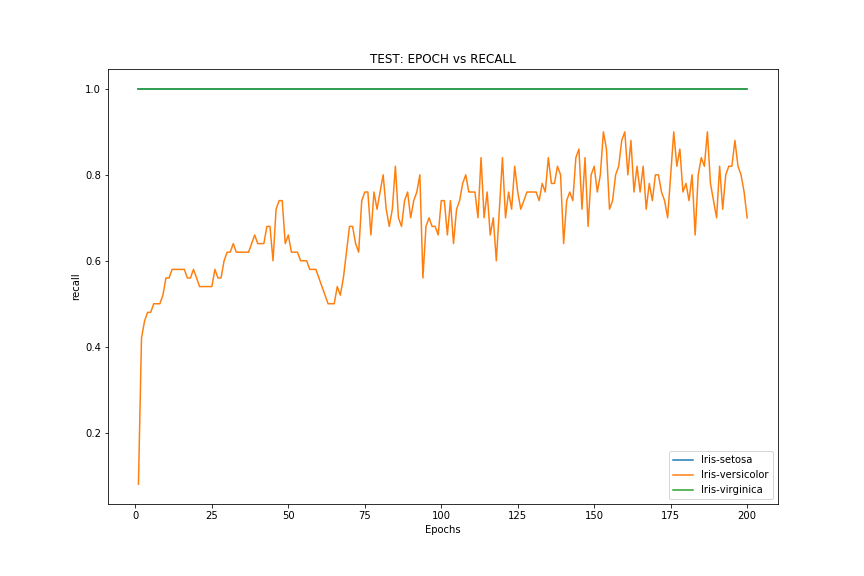 TEST: EPOCH vs RECALL
1.0
0.8
0.6
0.4
0.2
recall
0 25 50 75 100 125 150 175 200
Epochs
Iris-setosa
Iris-versicolor
Iris-virginica